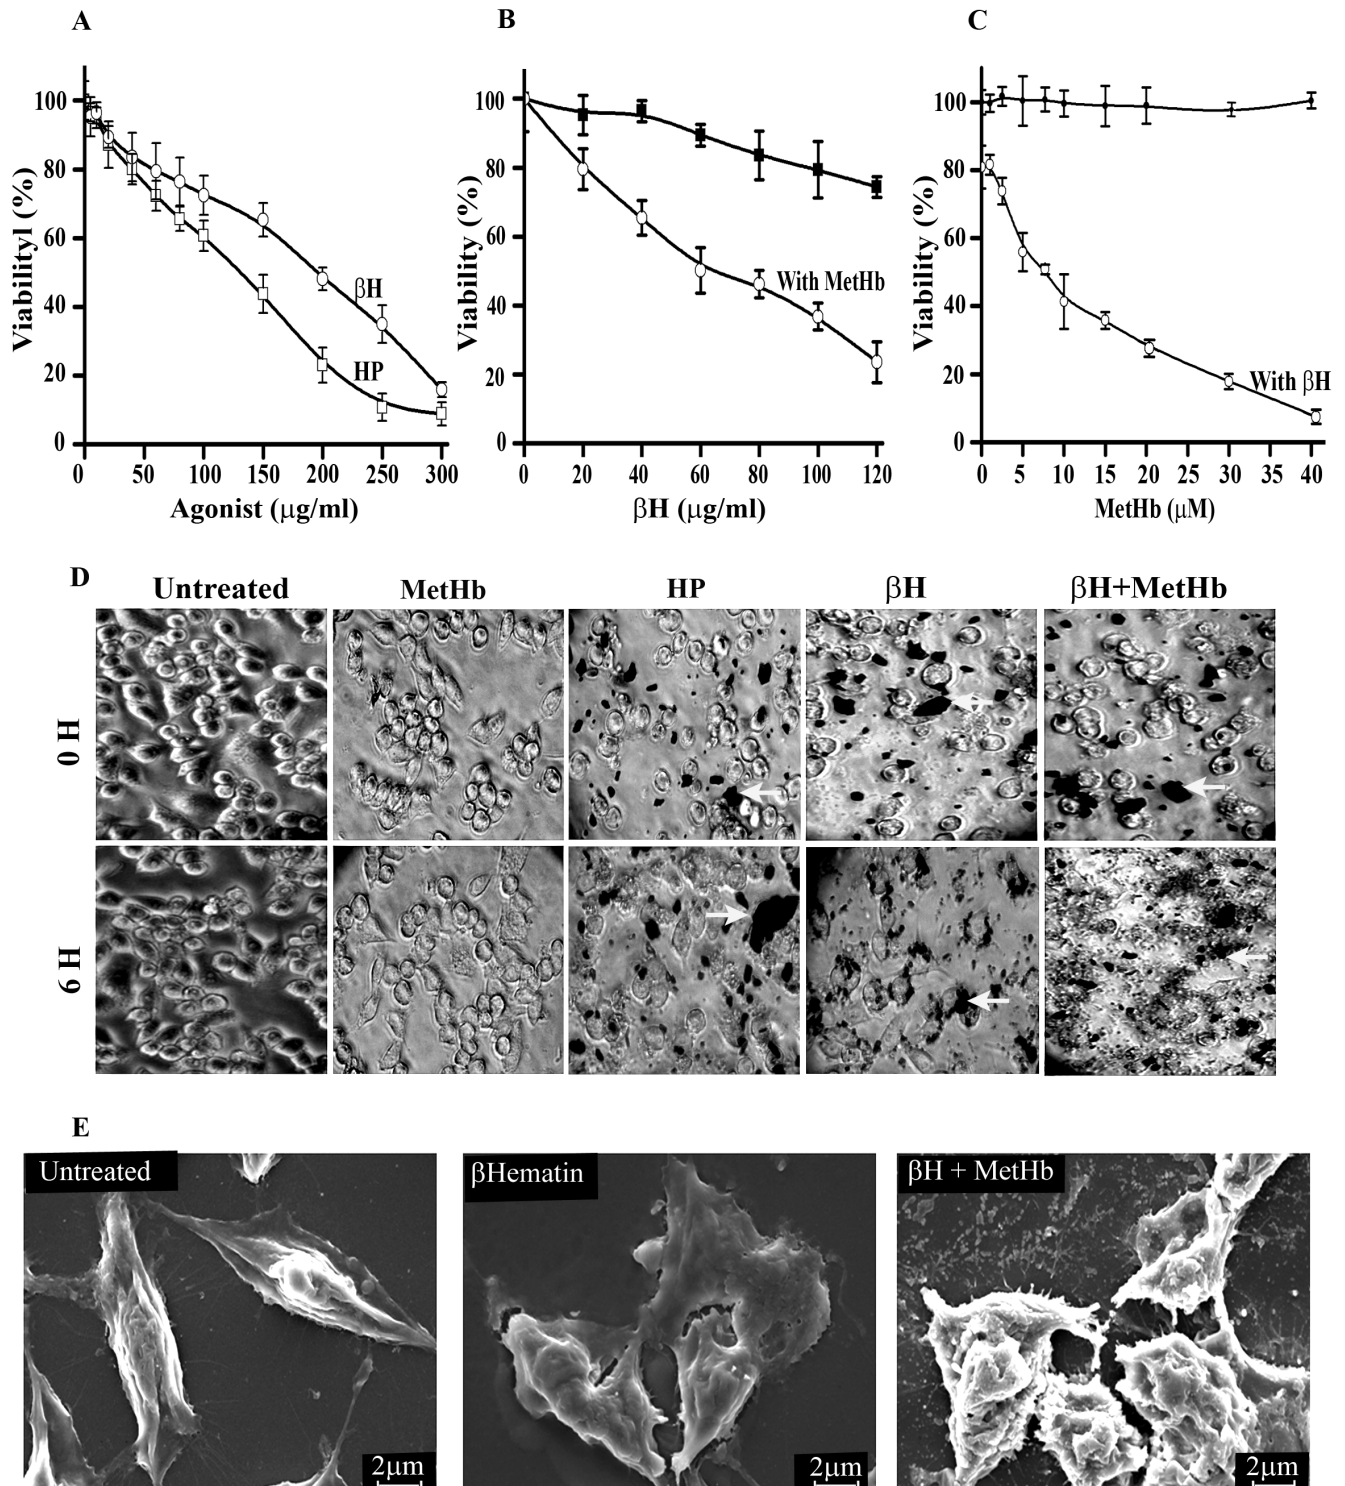 A
B
C
100
80
60
40
20
0
Viabilityl (%)
βH
HP
0 50 100 150 200 250 300
Agonist (μg/ml)
100
80
60
40
20
0
Viability (%)
With MetHb
0 20 40 60 80 100 120
βH (μg/ml)
100
80
60
40
20
0
Viability (%)
With βH
0 5 10 15 20 25 30 35 40
MetHb (μM)
D
Untreated MetHb HP βH βH+MetHb
0 H
6 H
E
Untreated
2μm
βHematin
2μm
βH + MetHb
2μm